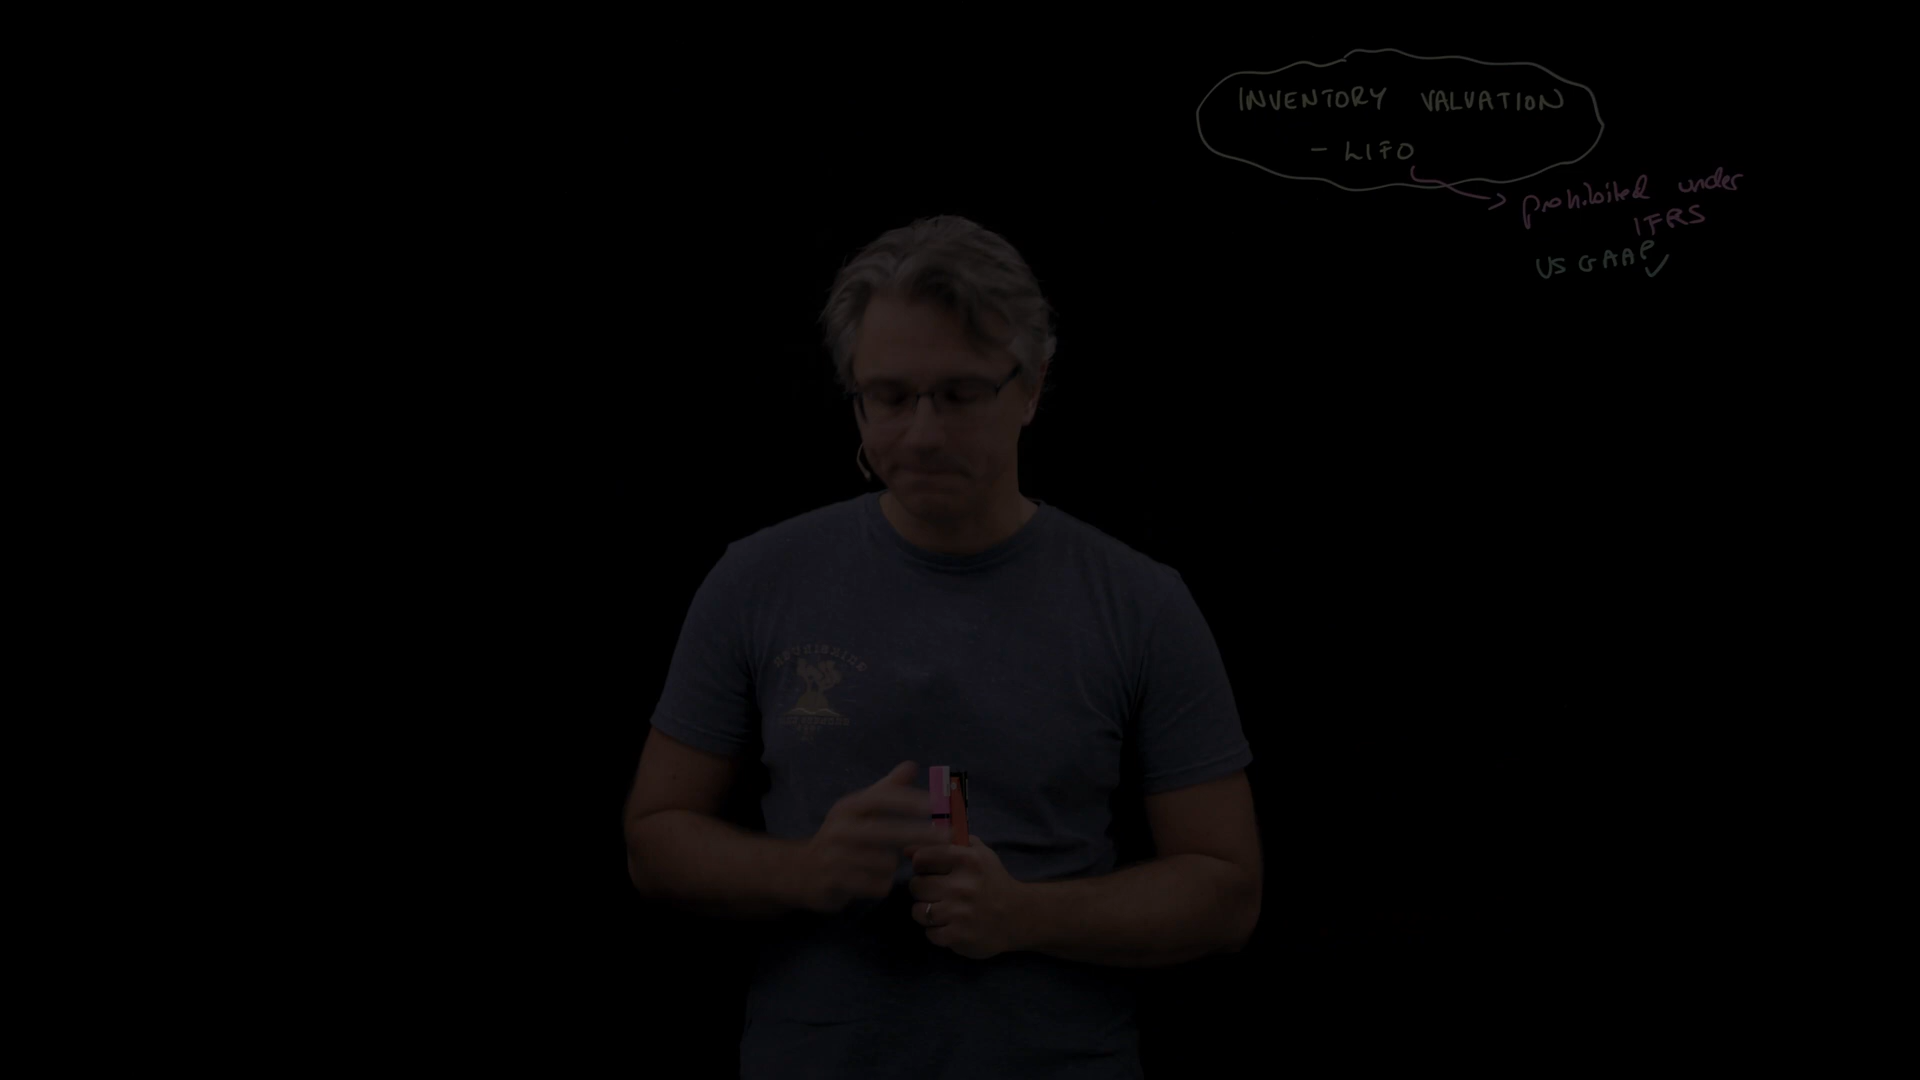 INVENTORY VALUATION
- LIFO
prohibited under
IFRS
US GAAP ✓